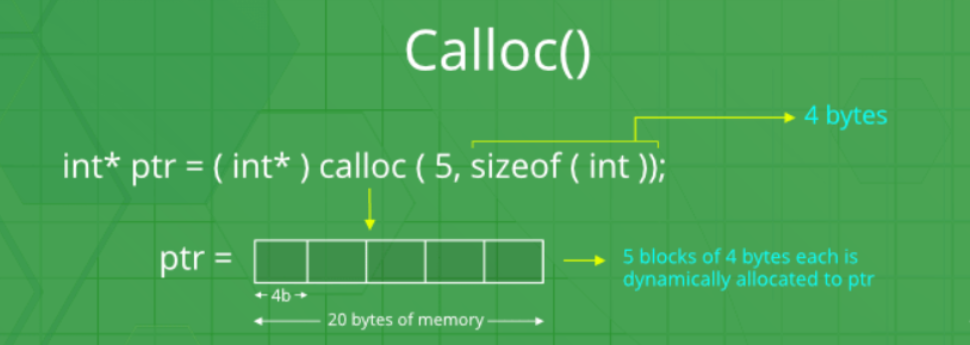 Calloc()
4 bytes
int* ptr = ( int* ) calloc ( 5, sizeof ( int ));
ptr =
5 blocks of 4 bytes each is
dynamically allocated to ptr
4b
20 bytes of memory